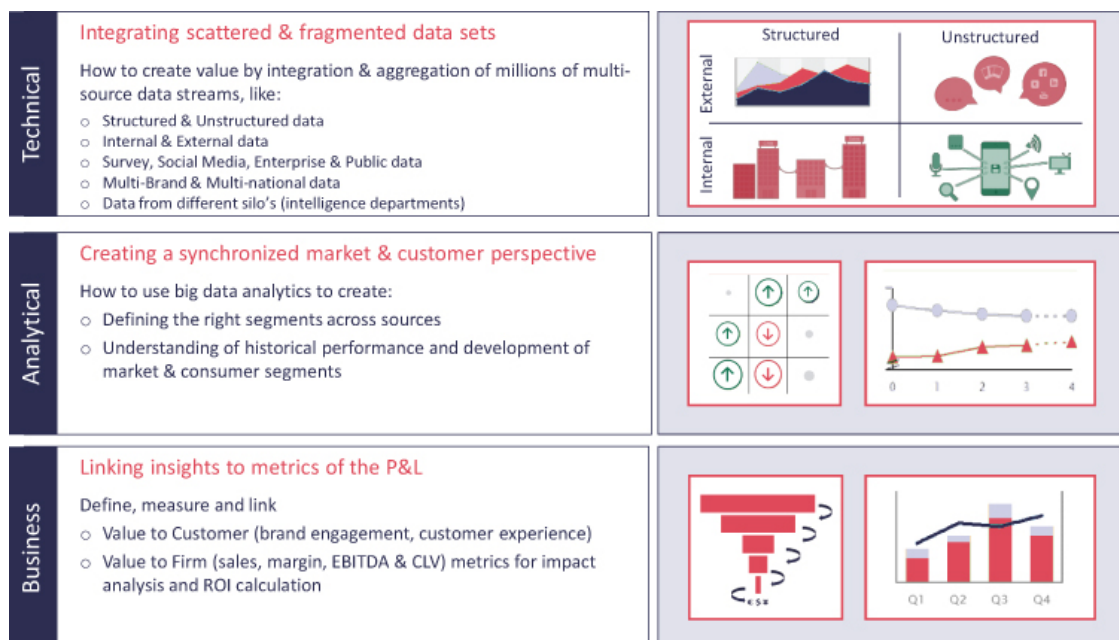 Technical
Integrating scattered & fragmented data sets
How to create value by integration & aggregation of millions of multi-
source data streams, like:
o Structured & Unstructured data
o Internal & External data
o Survey, Social Media, Enterprise & Public data
o Multi-Brand & Multi-national data
o Data from different silo's (intelligence departments)
Structured
Unstructured
External
Internal
Analytical
Creating a synchronized market & customer perspective
How to use big data analytics to create:
o Defining the right segments across sources
o Understanding of historical performance and development of
market & consumer segments
0 1 2 3 4
Business
Linking insights to metrics of the P&L
Define, measure and link
o Value to Customer (brand engagement, customer experience)
o Value to Firm (sales, margin, EBITDA & CLV) metrics for impact
analysis and ROI calculation
€ $ ¥
Q1 Q2 Q3 Q4